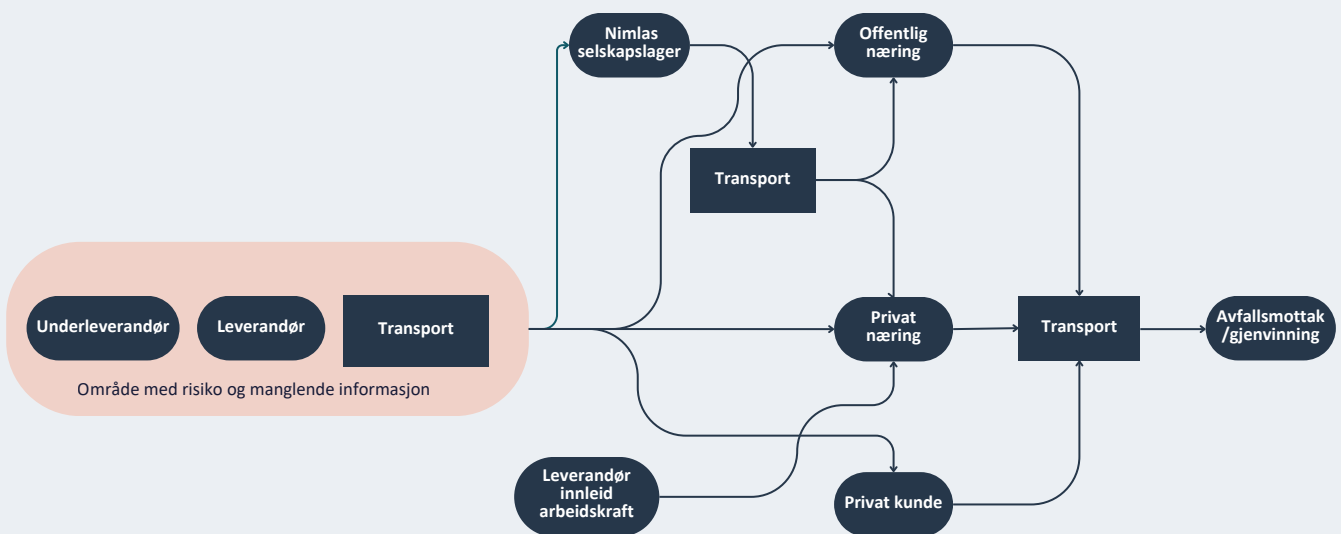 Nimlas
selskapslager
Offentlig
næring
Transport
Underleverandør
Leverandør
Transport
Område med risiko og manglende informasjon
Privat
næring
Transport
Avfallsmottak
/gjenvinning
Leverandør
innleid
arbeidskraft
Privat kunde